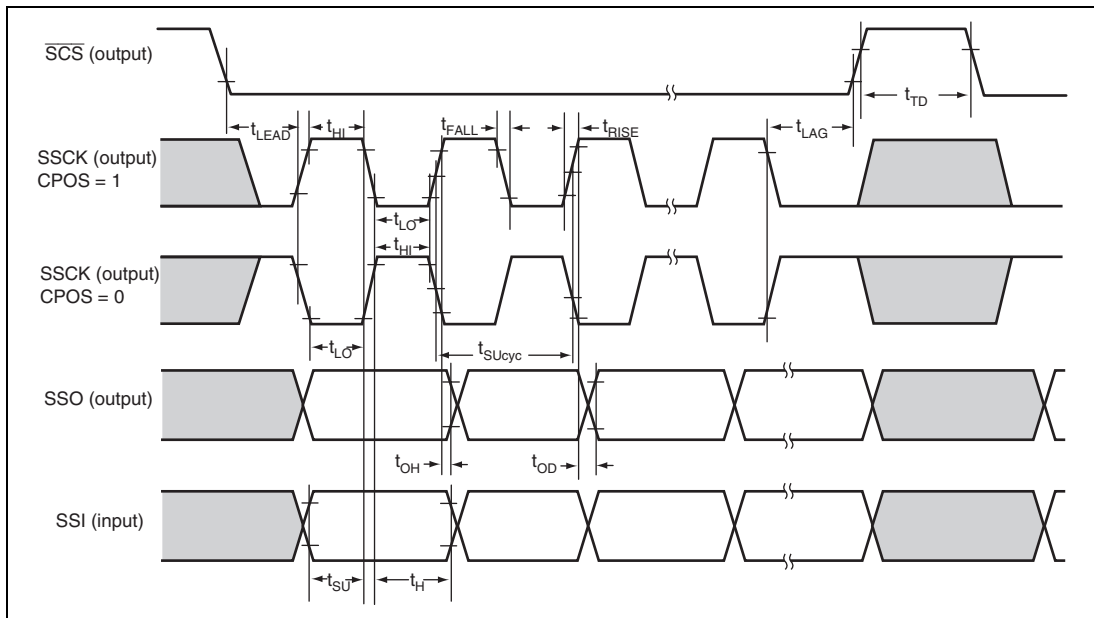 SCS (output)
tTD
tLEAD
tHI
tFALL
tRISE
tLAG
SSCK (output)
CPOS = 1
tLO
tHI
SSCK (output)
CPOS = 0
tLO
tSUcyc
SSO (output)
tOH
tOD
SSI (input)
tSU
tH